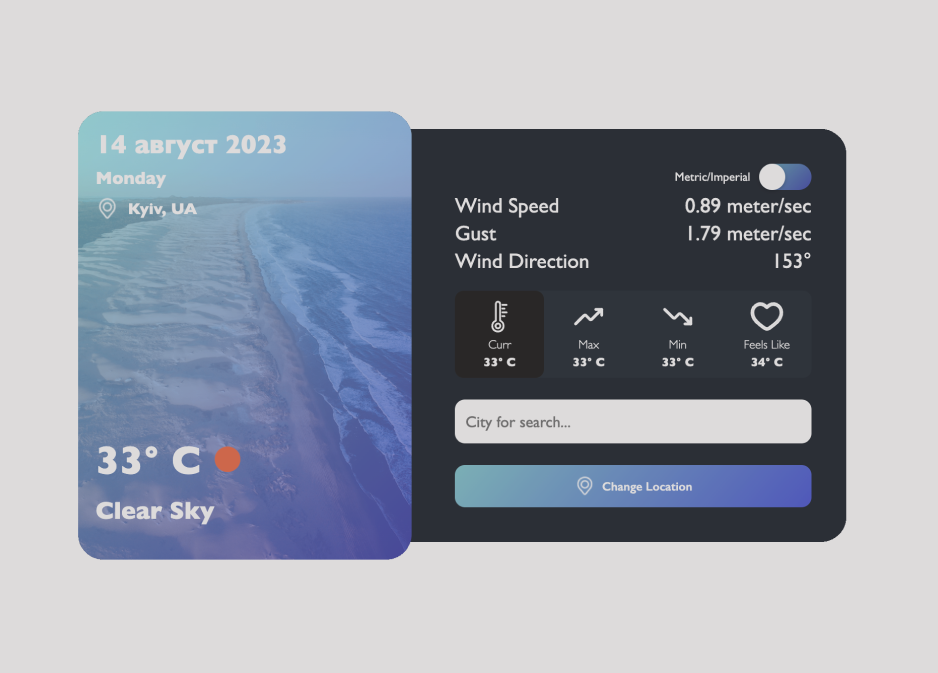 14 август 2023
Monday
Kyiv, UA
33° C
Clear Sky
Metric/Imperial
Wind Speed 0.89 meter/sec
Gust 1.79 meter/sec
Wind Direction 153°
Curr Max Min Feels Like
33° C 33° C 33° C 34° C
City for search...
Change Location